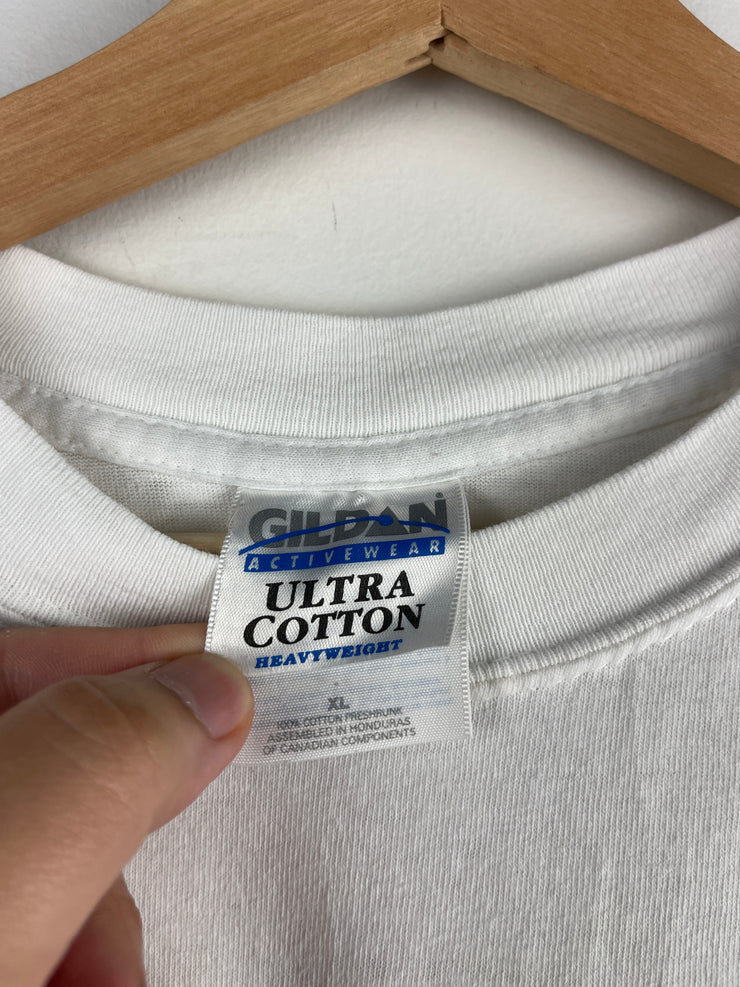 GILDAN
ACTIVEWEAR
ULTRA
COTTON
HEAVYWEIGHT
XL
100% COTTON PRESHRUNK
ASSEMBLED IN HONDURAS
OF CANADIAN COMPONENTS